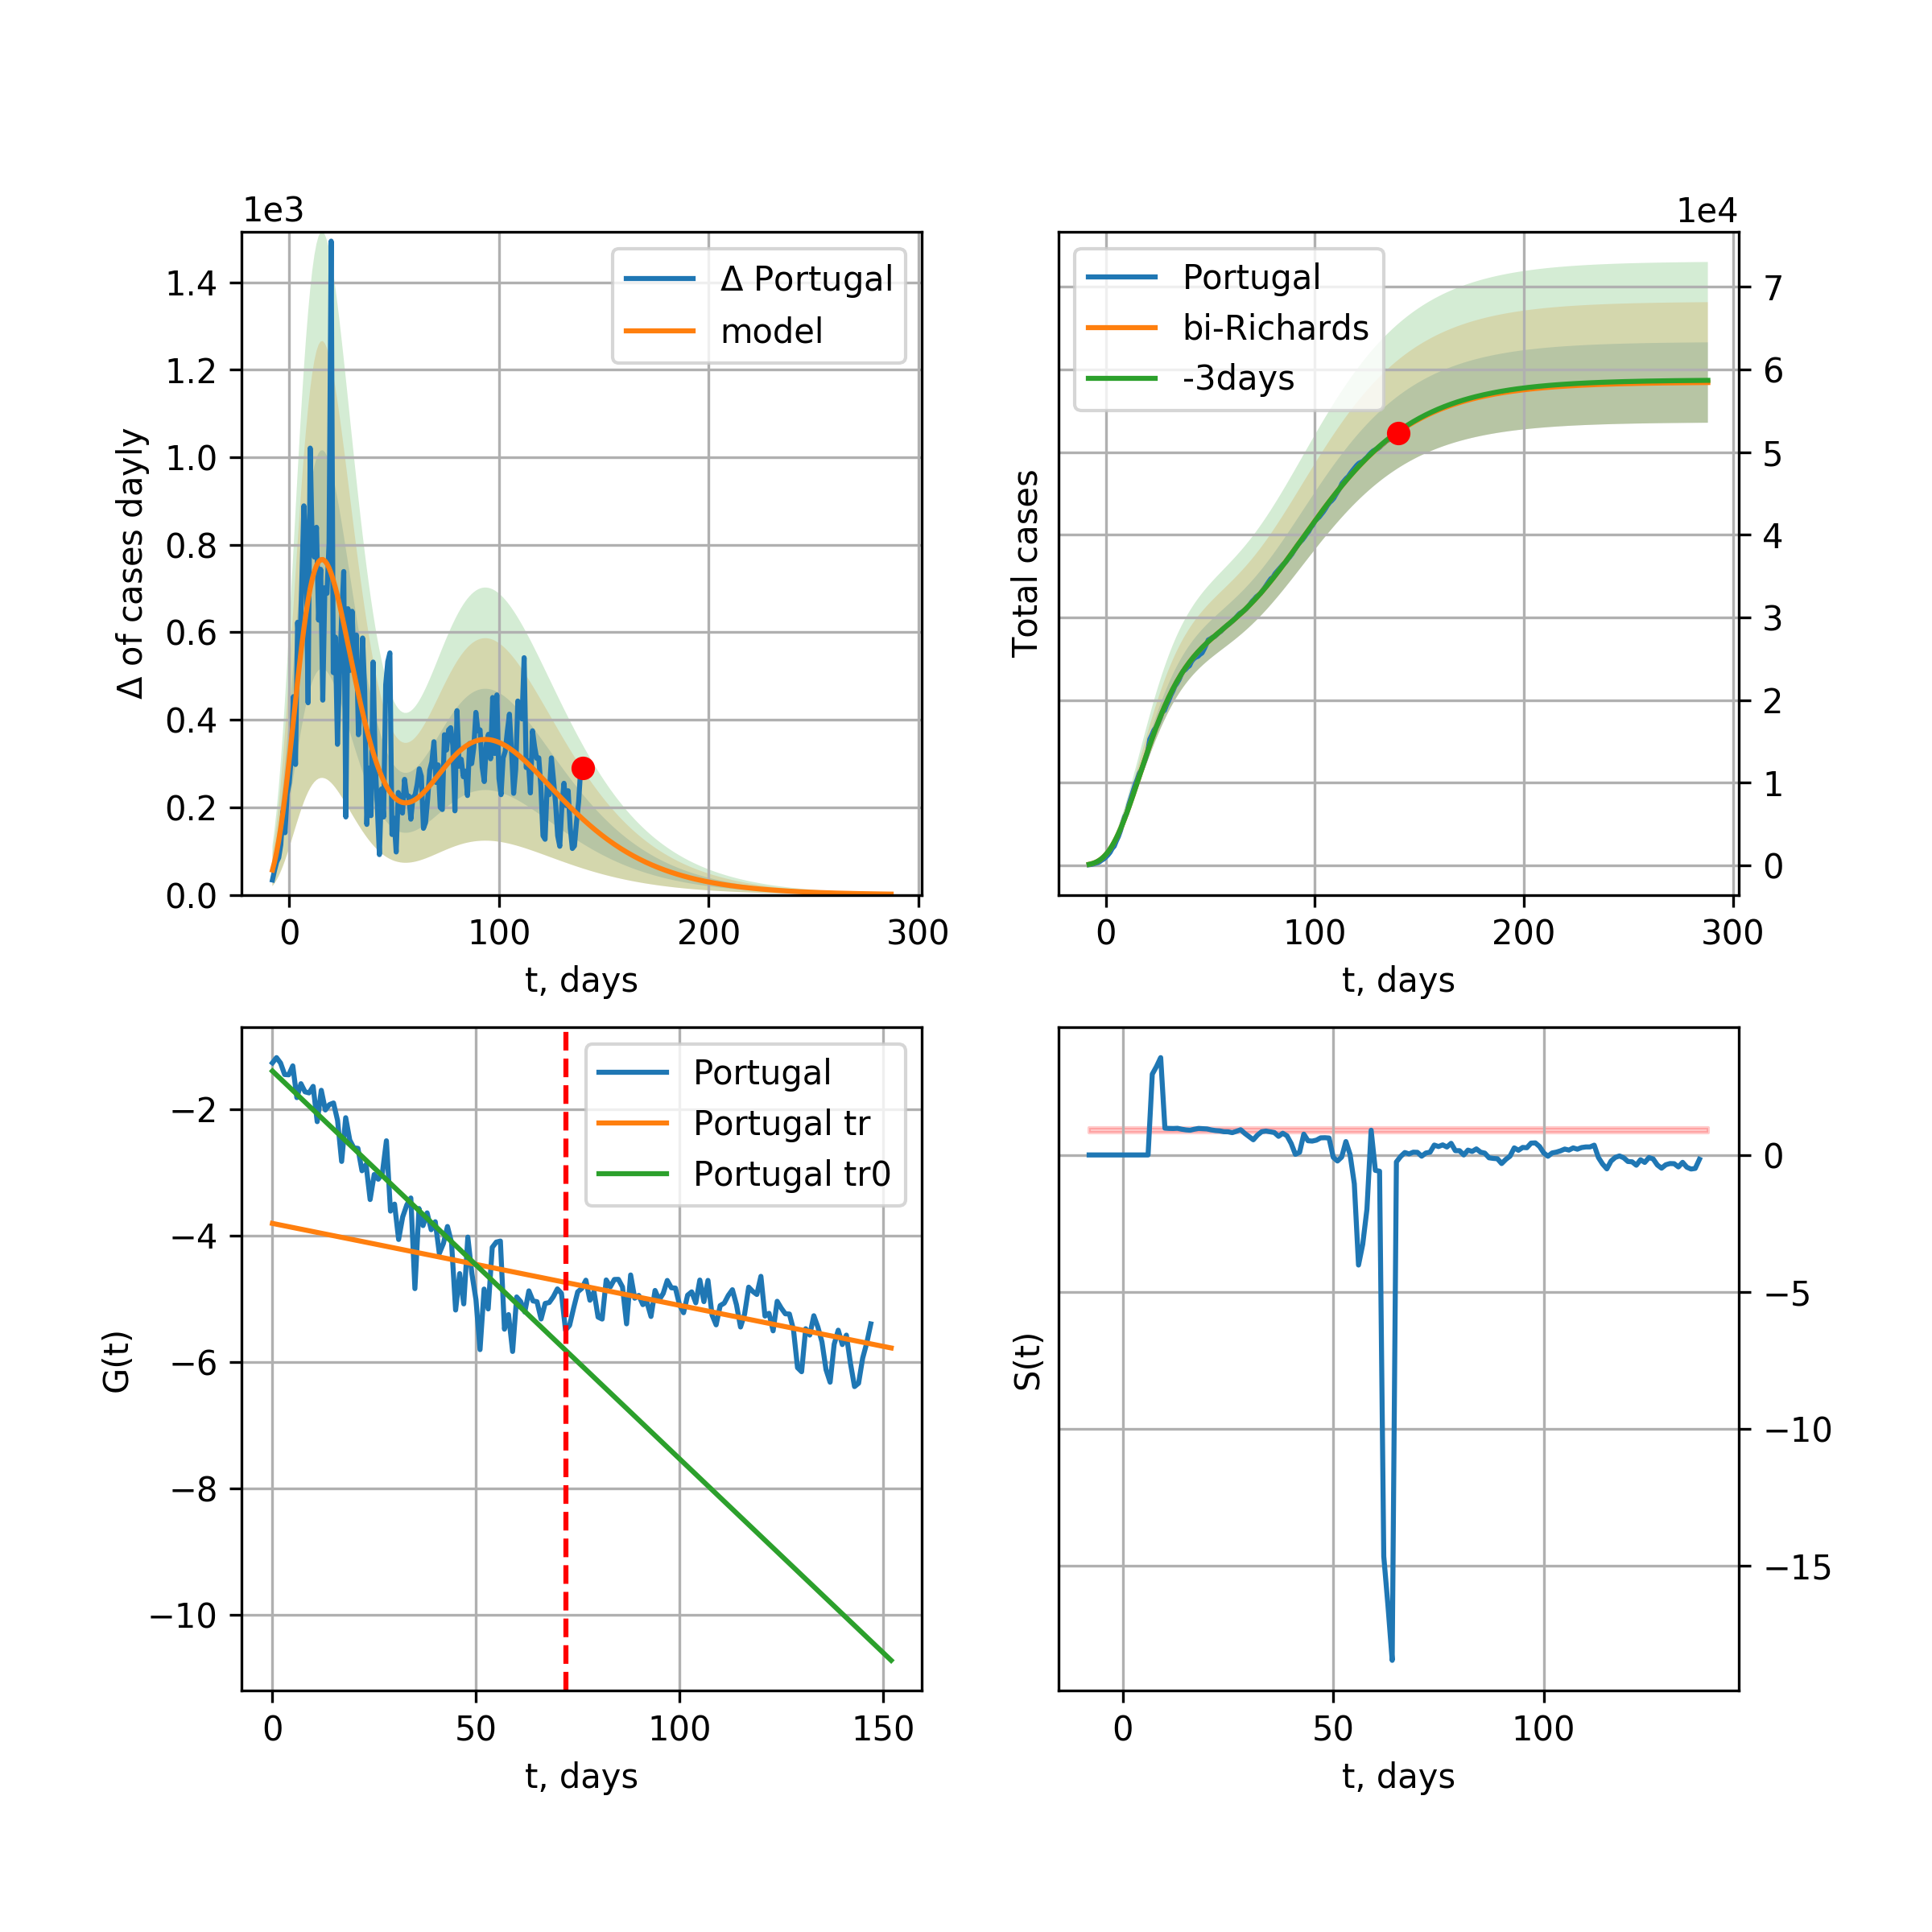 1e3
Δ of cases dayly
1.4
1.2
1.0
0.8
0.6
0.4
0.2
0.0
Δ Portugal
model
0 100 200 300
t, days
1e4
Total cases
Portugal
bi-Richards
-3days
7
6
5
4
3
2
1
0
0 100 200 300
t, days
G(t)
−2
−4
−6
−8
−10
Portugal
Portugal tr
Portugal tr0
0 50 100 150
t, days
S(t)
0
−5
−10
−15
0 50 100
t, days